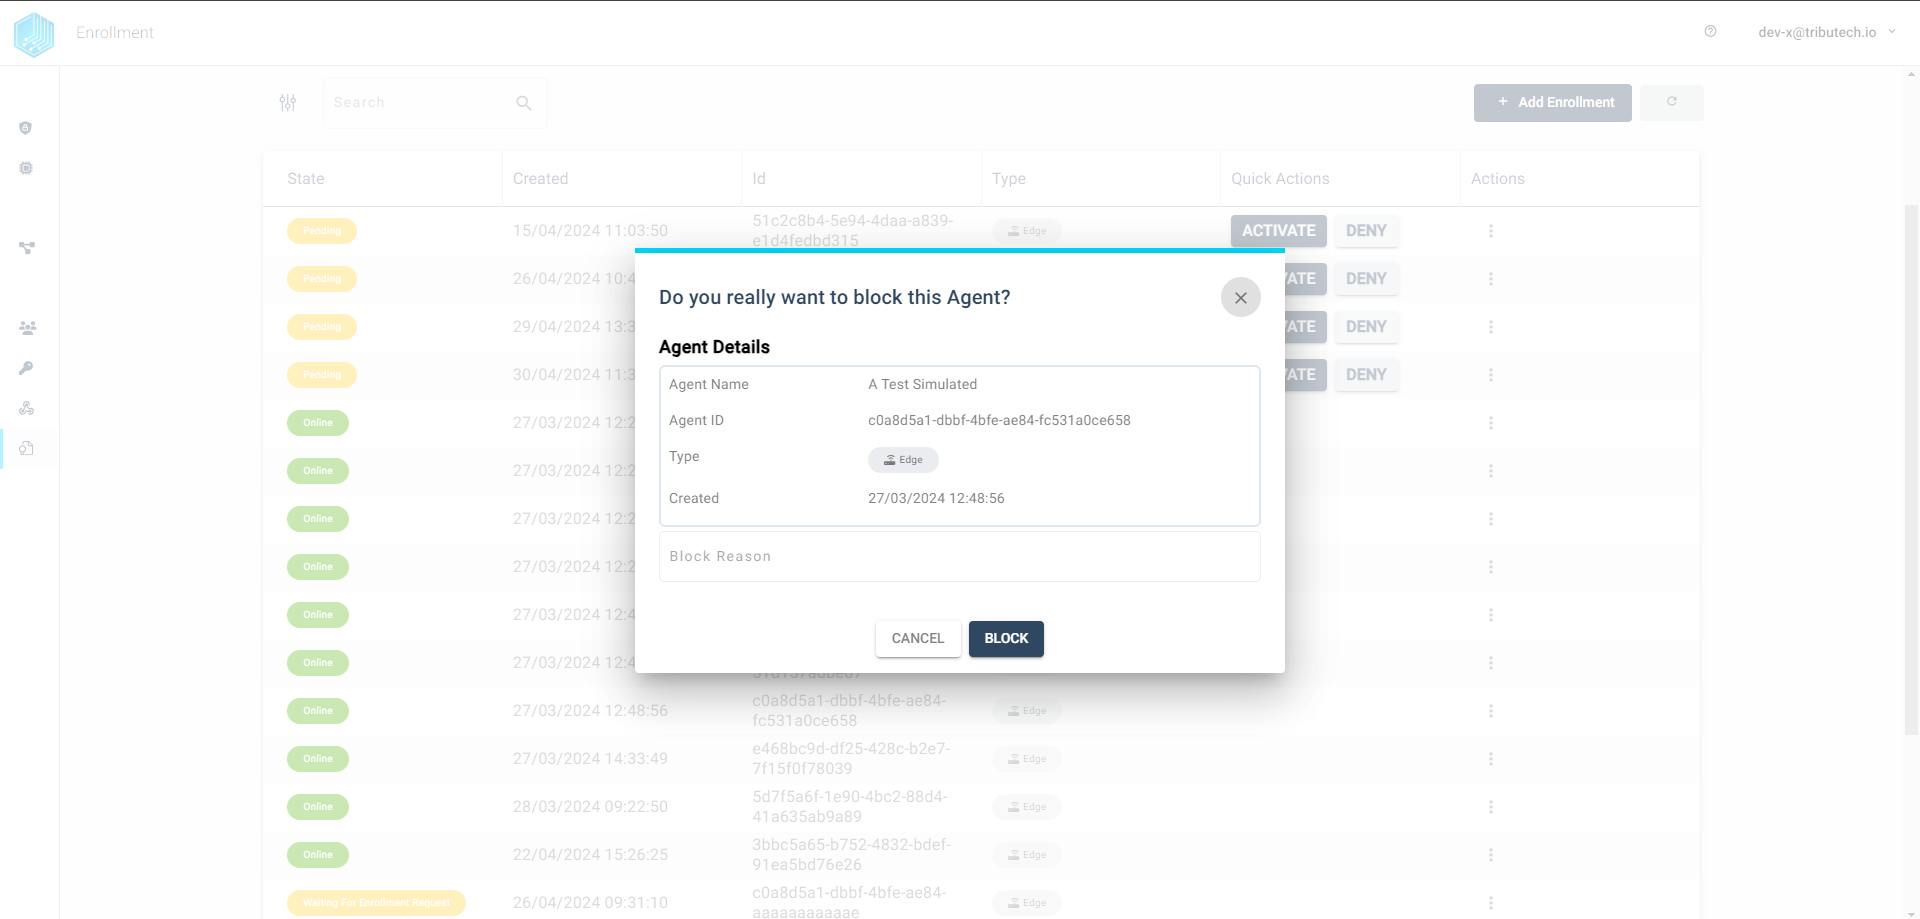 Enrollment
dev-x@tributech.io
Search
+ Add Enrollment
State Created Id Type Quick Actions Actions
Pending 15/04/2024 11:03:50 51c2c8b4-5e94-4daa-a839-
e1d4fedbd315 Edge ACTIVATE DENY
Pending 26/04/2024 10:4 ATE DENY
Pending 29/04/2024 13:3 ATE DENY
Pending 30/04/2024 11:3 ATE DENY
Online 27/03/2024 12:2
Online 27/03/2024 12:2
Online 27/03/2024 12:2
Online 27/03/2024 12:2
Online 27/03/2024 12:4
Online 27/03/2024 12:4
Online 27/03/2024 12:48:56 c0a8d5a1-dbbf-4bfe-ae84-
fc531a0ce658 Edge
Online 27/03/2024 14:33:49 e468bc9d-df25-428c-b2e7-
7f15f0f78039 Edge
Online 28/03/2024 09:22:50 5d7f5a6f-1e90-4bc2-88d4-
41a635ab9a89 Edge
Online 22/04/2024 15:26:25 3bbc5a65-b752-4832-bdef-
91ea5bd76e26 Edge
Waiting For Enrollment Request 26/04/2024 09:31:10 c0a8d5a1-dbbf-4bfe-ae84-
aaaaaaaaaaae Edge
Do you really want to block this Agent?
Agent Details
Agent Name A Test Simulated
Agent ID c0a8d5a1-dbbf-4bfe-ae84-fc531a0ce658
Type Edge
Created 27/03/2024 12:48:56
Block Reason
CANCEL BLOCK